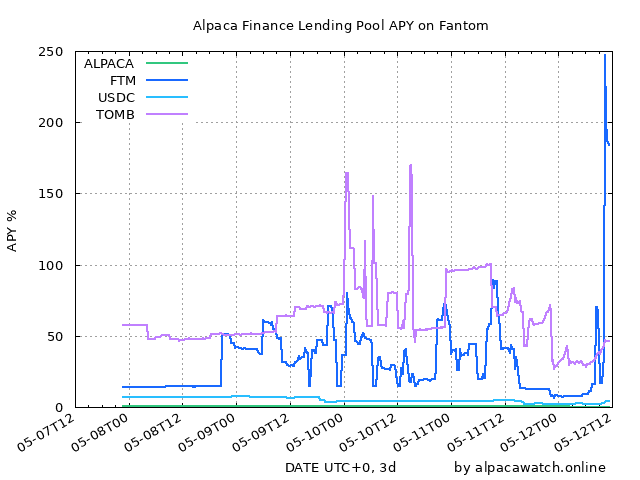 Alpaca Finance Lending Pool APY on Fantom
250
200
150
100
50
0
APY %
ALPACA
FTM
USDC
TOMB
05-07T12
05-08T00
05-08T12
05-09T00
05-09T12
05-10T00
05-10T12
05-11T00
05-11T12
05-12T00
05-12T12
DATE UTC+0, 3d
by alpacawatch.online